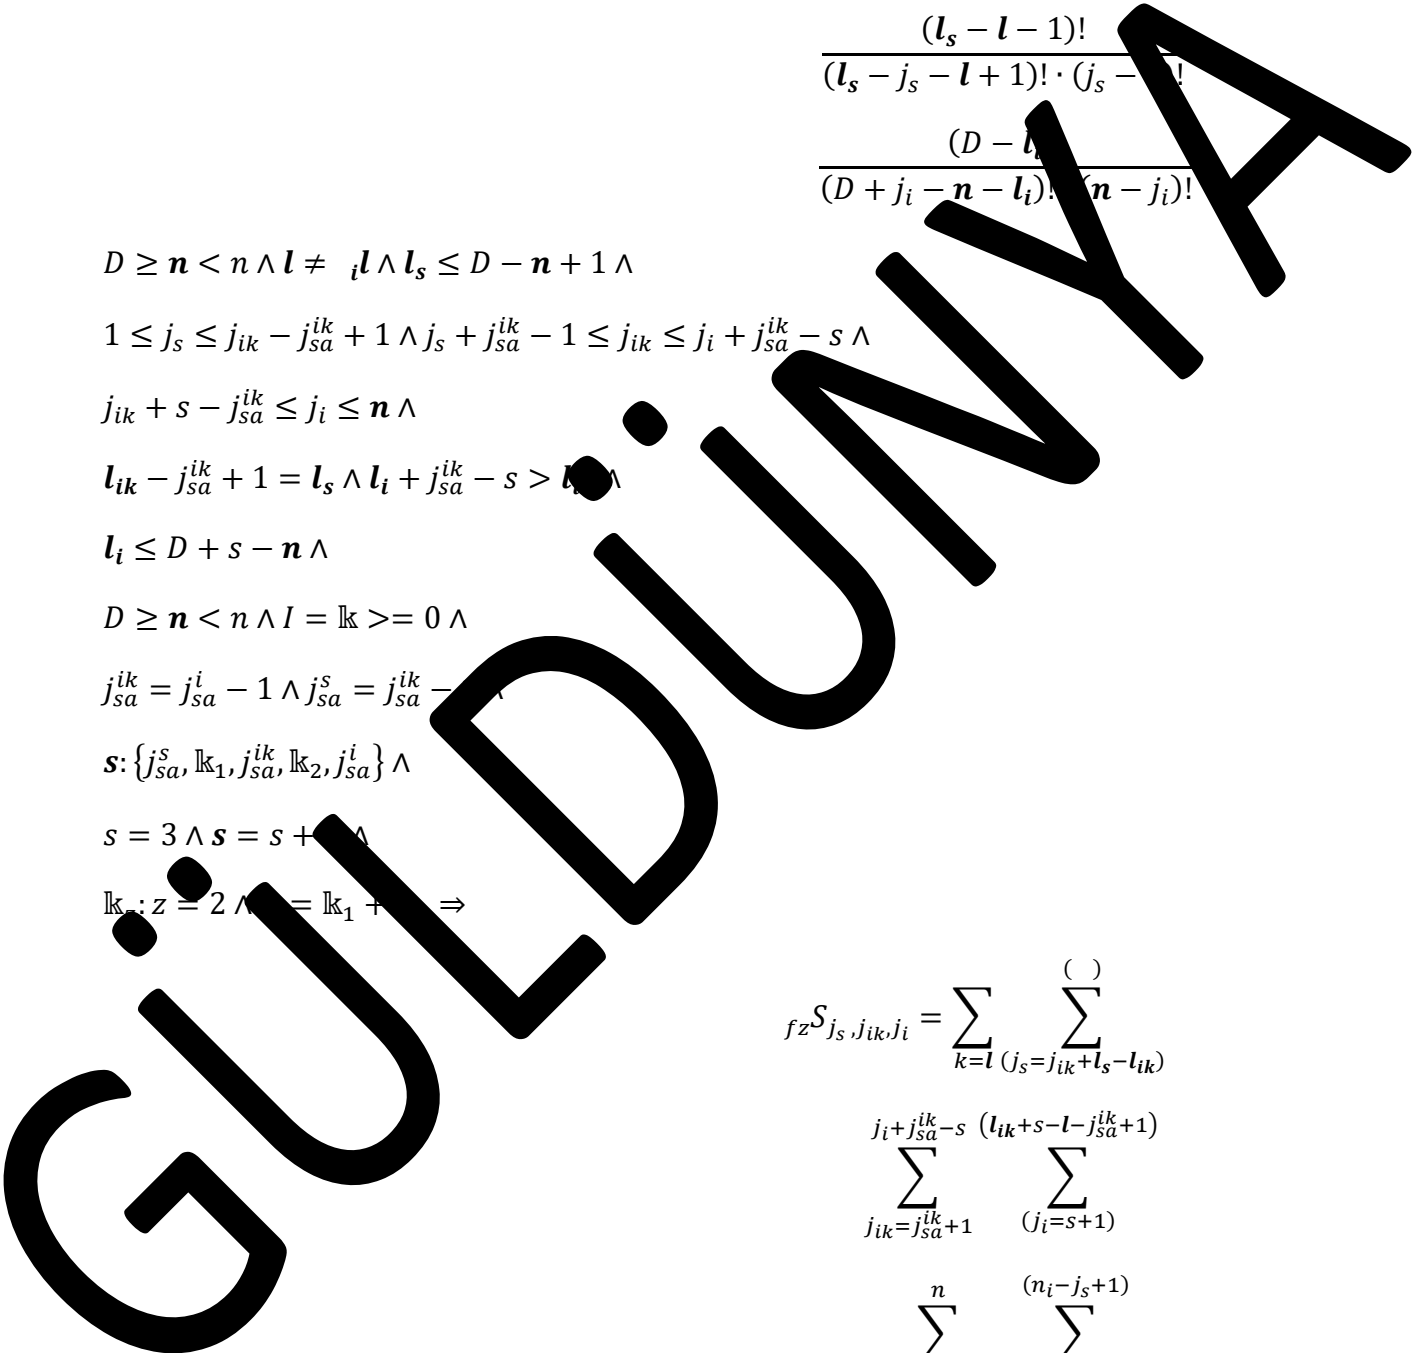 (l_s − l − 1)!
(l_s − j_s − l + 1)! · (j_s − )!
(D − l
(D + j_i − n − l_i)! (n − j_i)!
D ≥ n < n ∧ l ≠ _i l ∧ l_s ≤ D − n + 1 ∧
1 ≤ j_s ≤ j_ik − j_sa^ik + 1 ∧ j_s + j_sa^ik − 1 ≤ j_ik ≤ j_i + j_sa^ik − s ∧
j_ik + s − j_sa^ik ≤ j_i ≤ n ∧
l_ik − j_sa^ik + 1 = l_s ∧ l_i + j_sa^ik − s > l ∧
l_i ≤ D + s − n ∧
D ≥ n < n ∧ I = 𝕜 >= 0 ∧
j_sa^ik = j_sa^i − 1 ∧ j_sa^s = j_sa^ik − ∧
s: {j_sa^s, 𝕜_1, j_sa^ik, 𝕜_2, j_sa^i} ∧
s = 3 ∧ s = s + ∧
𝕜_z: z = 2 ∧ = 𝕜_1 + ⇒
( )
_fz S_{j_s, j_ik, j_i} = ∑ ∑
k=l (j_s=j_ik+l_s−l_ik)
j_i+j_sa^ik−s (l_ik+s−l−j_sa^ik+1)
∑ ∑
j_ik=j_sa^ik+1 (j_i=s+1)
n (n_i−j_s+1)
∑ ∑
GÜLDÜNYA